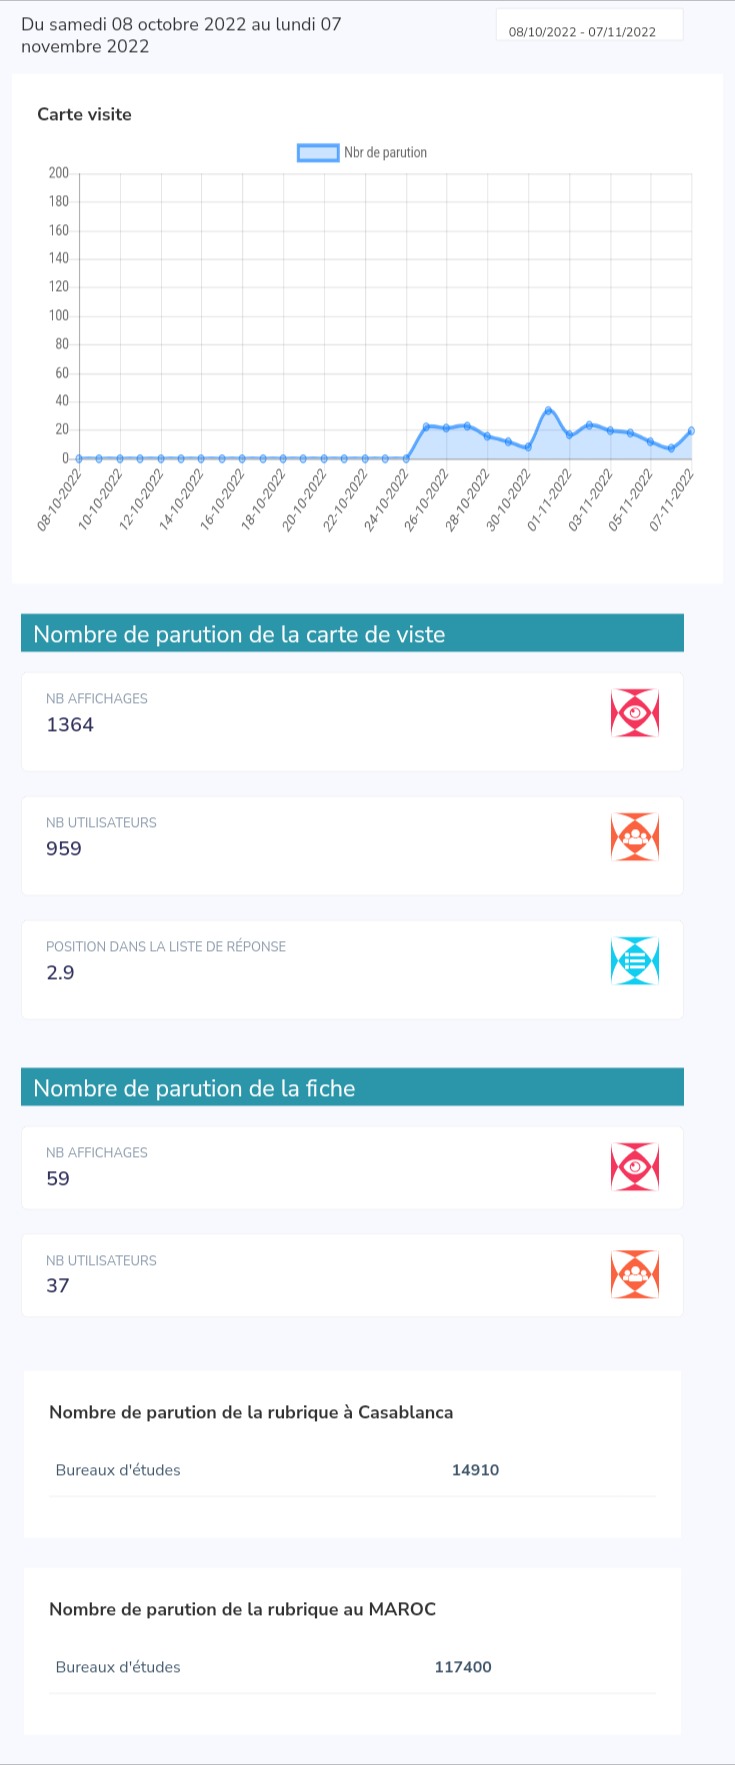 Du samedi 08 octobre 2022 au lundi 07
novembre 2022
08/10/2022 - 07/11/2022
Carte visite
Nbr de parution
200
180
160
140
120
100
80
60
40
20
0
08-10-2022
10-10-2022
12-10-2022
14-10-2022
16-10-2022
18-10-2022
20-10-2022
22-10-2022
24-10-2022
26-10-2022
28-10-2022
30-10-2022
01-11-2022
03-11-2022
05-11-2022
07-11-2022
Nombre de parution de la carte de viste
NB AFFICHAGES
1364
NB UTILISATEURS
959
POSITION DANS LA LISTE DE RÉPONSE
2.9
Nombre de parution de la fiche
NB AFFICHAGES
59
NB UTILISATEURS
37
Nombre de parution de la rubrique à Casablanca
Bureaux d'études 14910
Nombre de parution de la rubrique au MAROC
Bureaux d'études 117400